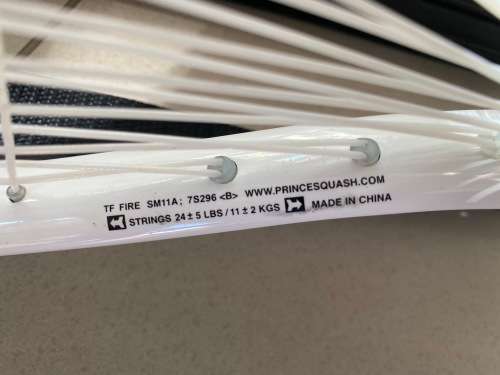 TF FIRE SM11A; 7S296 <B> WWW.PRINCESQUASH.COM
STRINGS 24 ± 5 LBS / 11 ± 2 KGS MADE IN CHINA